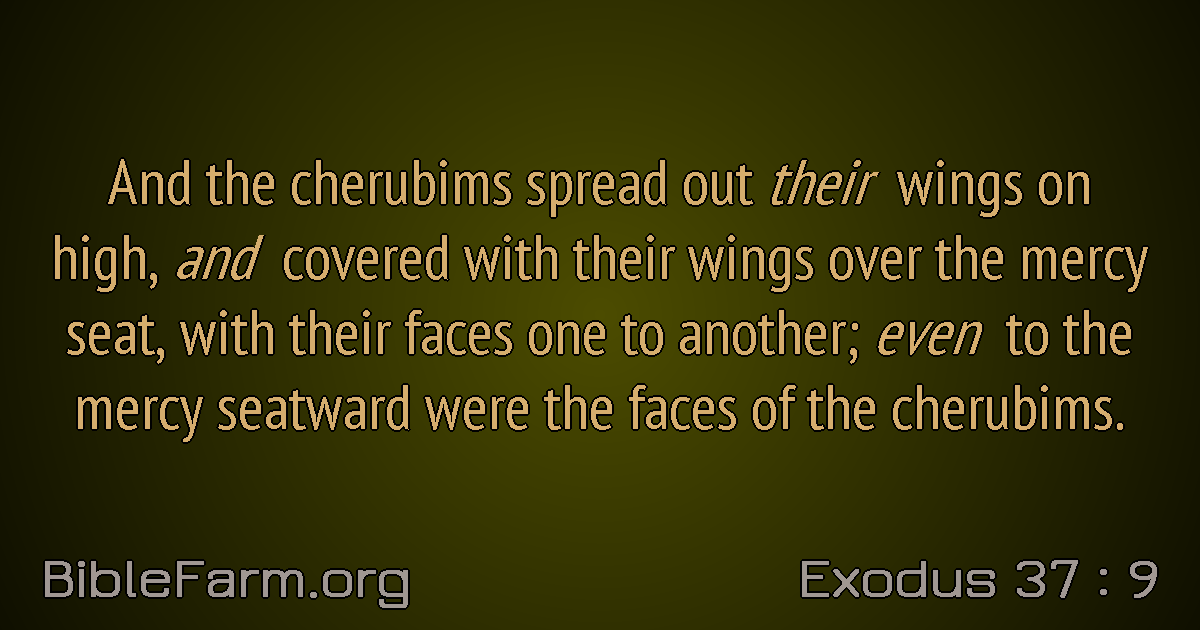 And the cherubims spread out their wings on
high, and covered with their wings over the mercy
seat, with their faces one to another; even to the
mercy seatward were the faces of the cherubims.
BibleFarm.org
Exodus 37 : 9